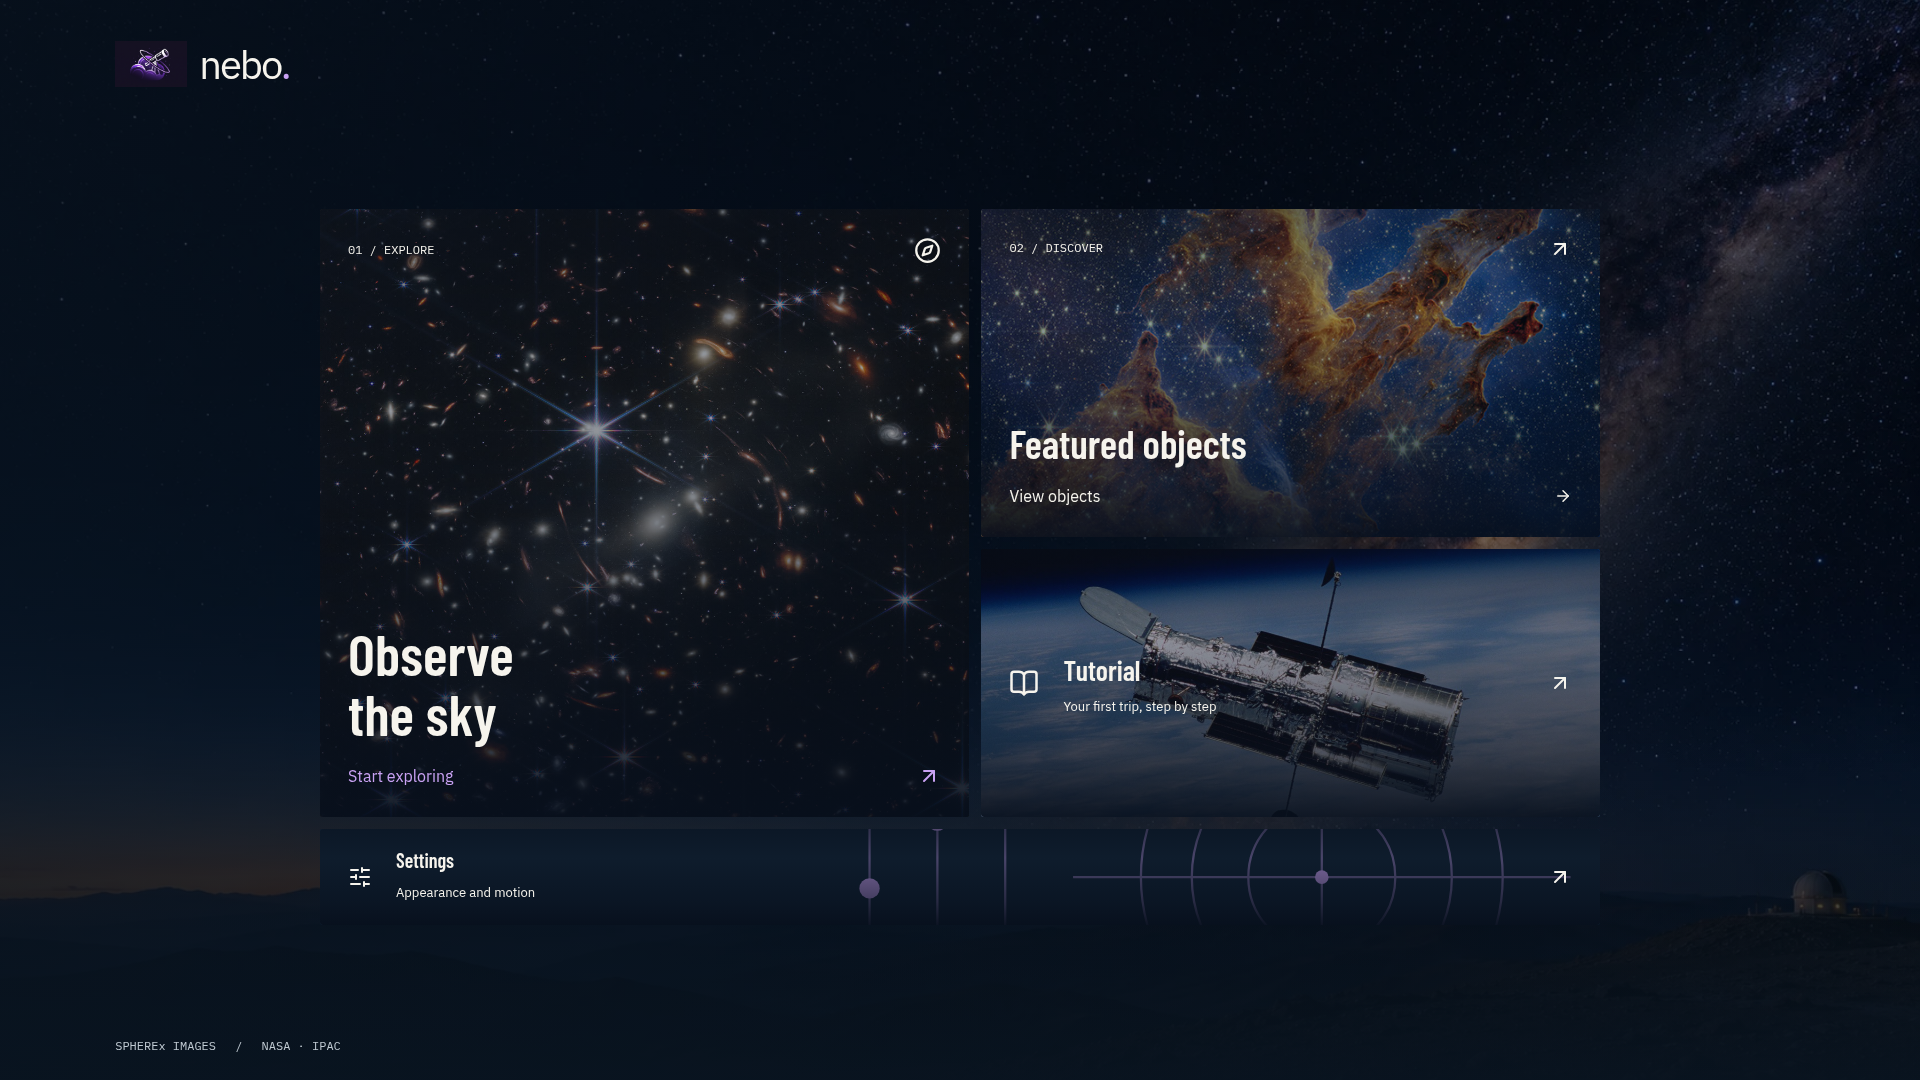 nebo.
01 / EXPLORE
Observe
the sky
Start exploring
02 / DISCOVER
Featured objects
View objects
Tutorial
Your first trip, step by step
Settings
Appearance and motion
SPHEREx IMAGES / NASA · IPAC